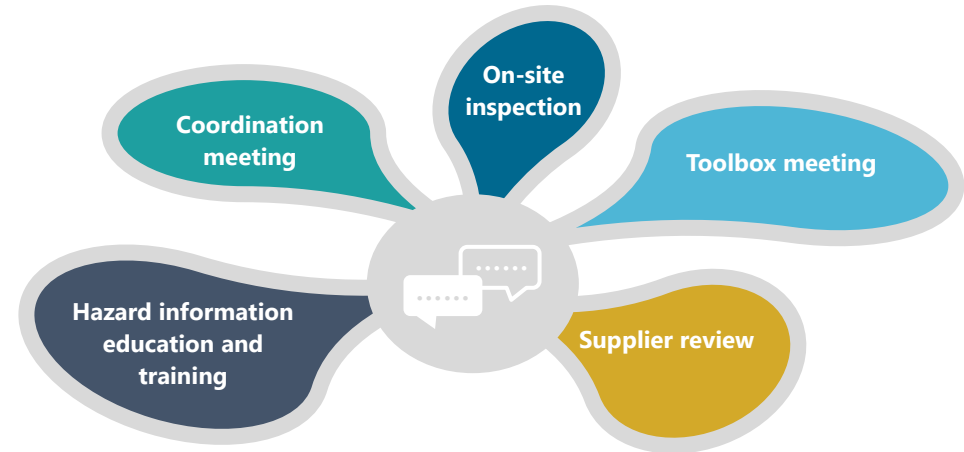 On-site
inspection
Coordination
meeting
Toolbox meeting
Hazard information
education and
training
Supplier review